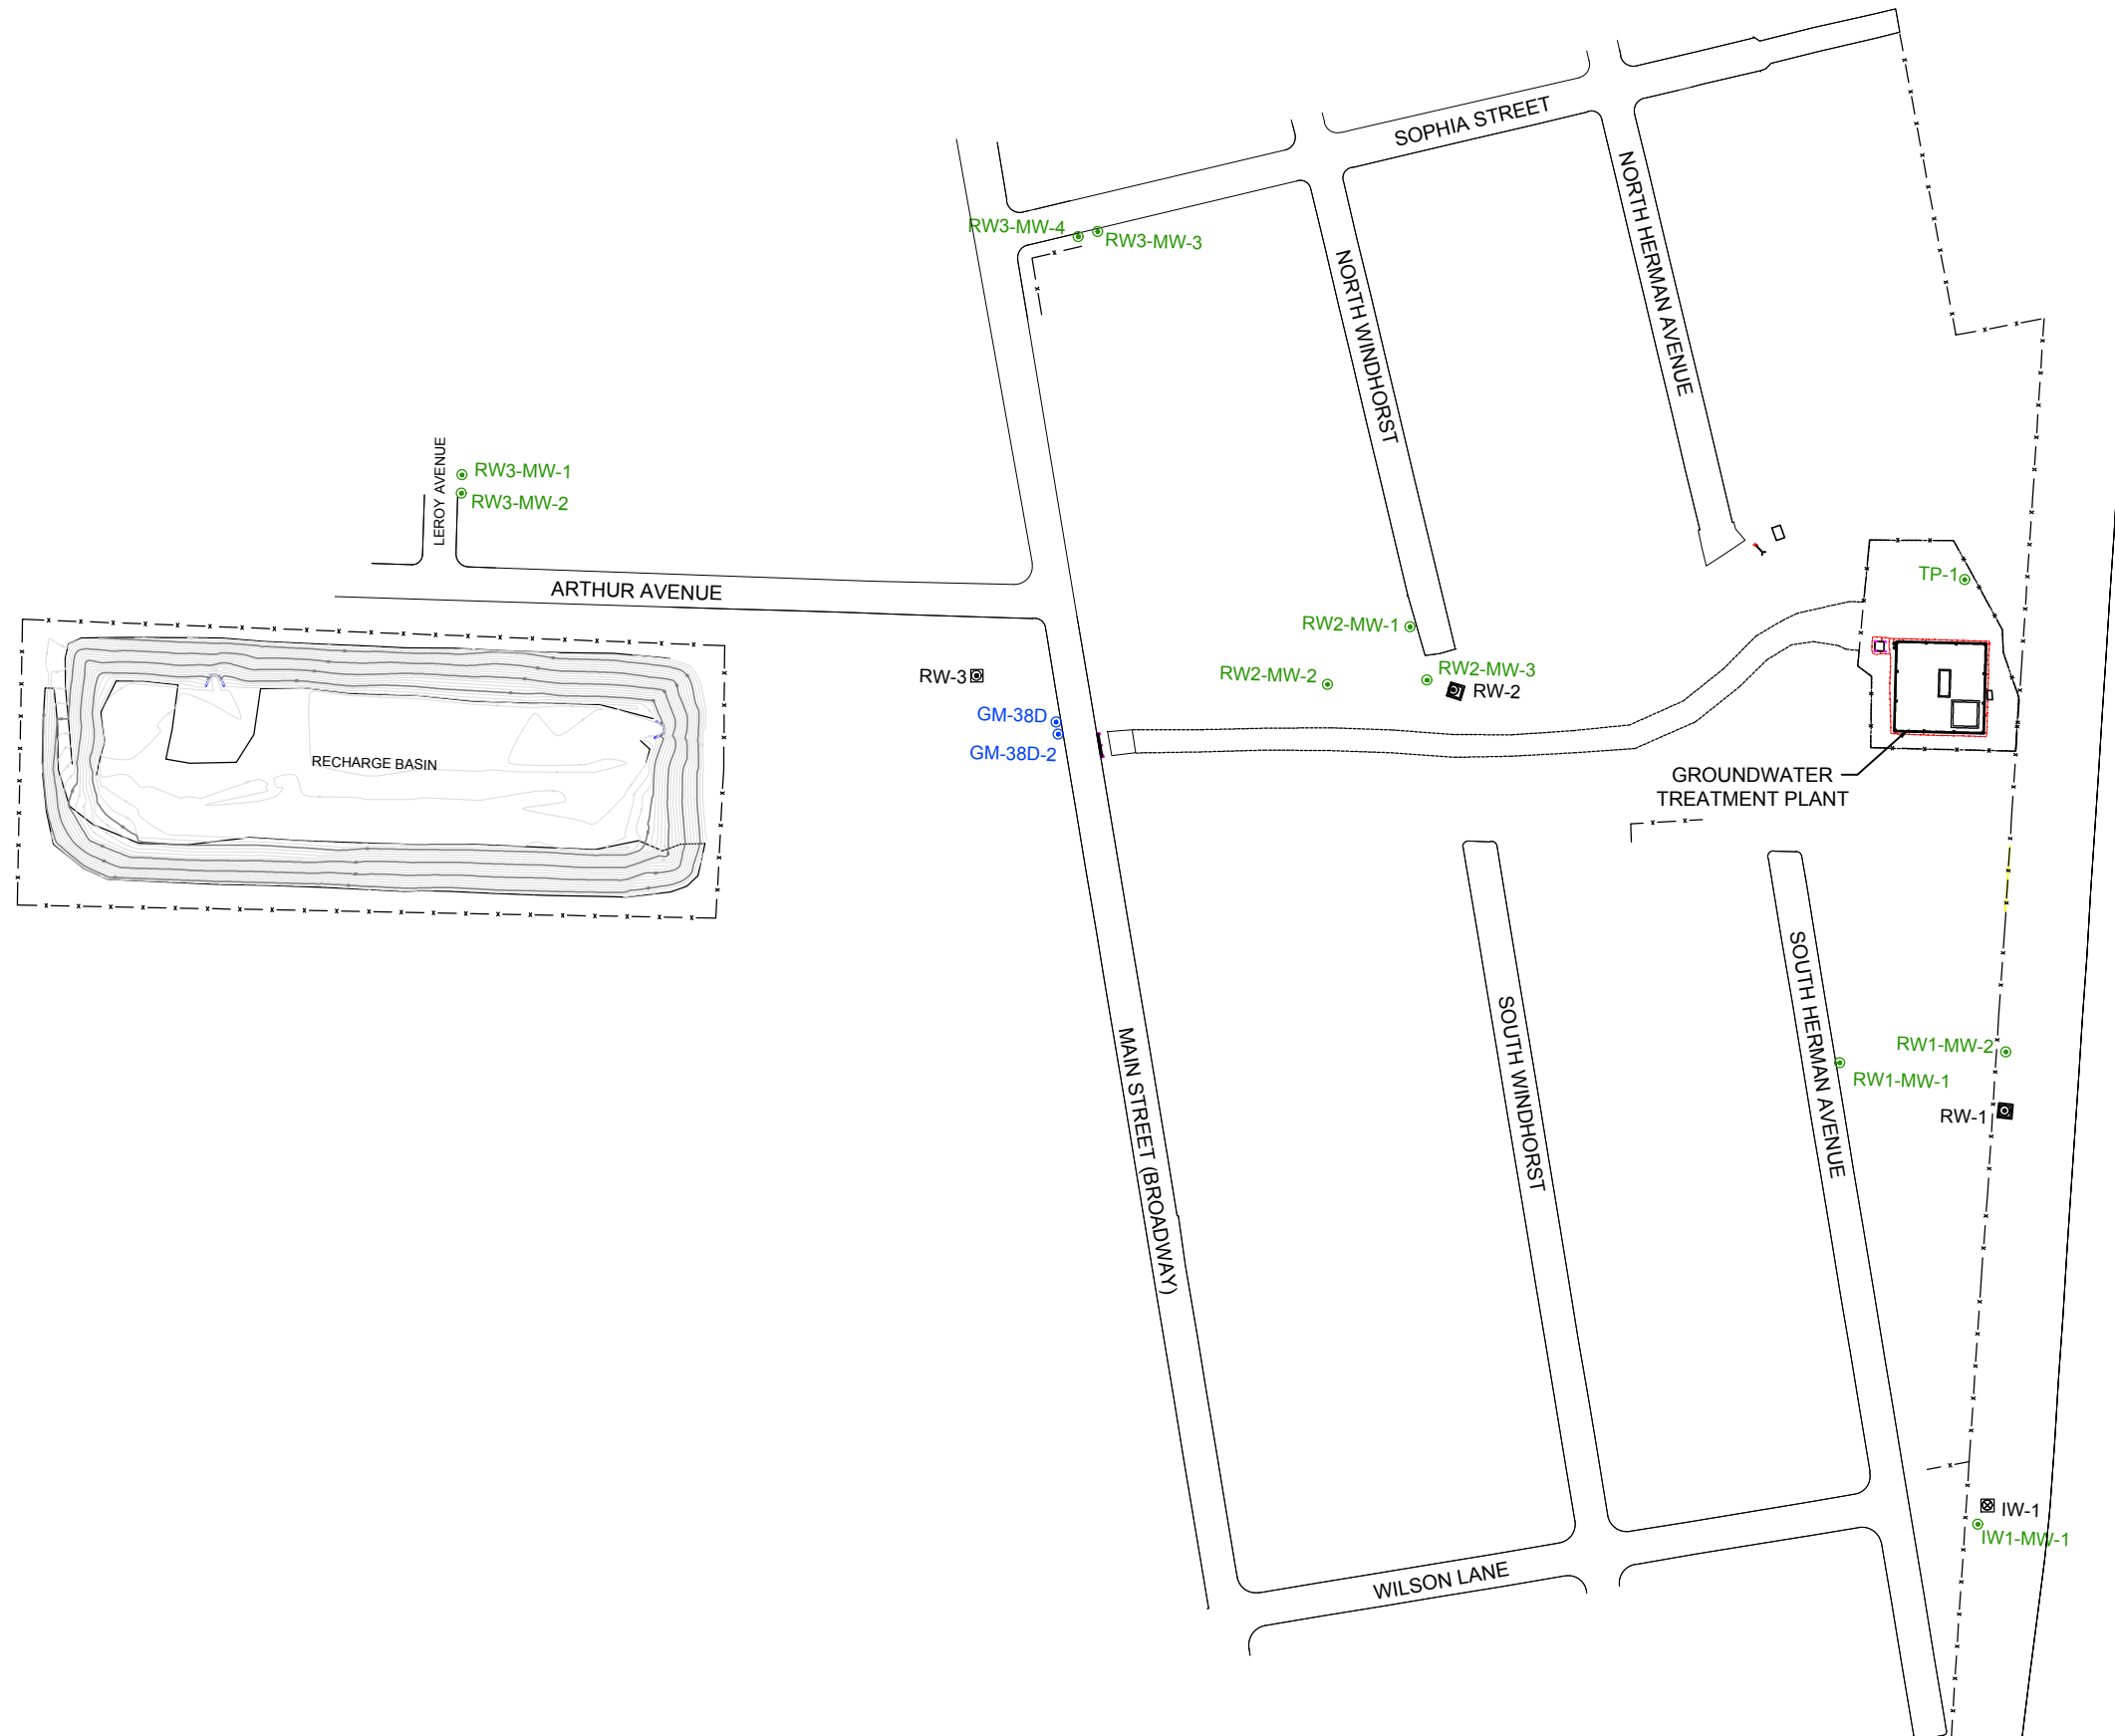 SOPHIA STREET
NORTH HERMAN AVENUE
RW3-MW-4
RW3-MW-3
NORTH WINDHORST
LEROY AVENUE
RW3-MW-1
RW3-MW-2
ARTHUR AVENUE
TP-1
RW2-MW-1
RW2-MW-2
RW2-MW-3
RW-3
RW-2
GM-38D
GM-38D-2
RECHARGE BASIN
GROUNDWATER
TREATMENT PLANT
SOUTH HERMAN AVENUE
SOUTH WINDHORST
MAIN STREET (BROADWAY)
RW1-MW-2
RW1-MW-1
RW-1
IW-1
IW1-MW-1
WILSON LANE